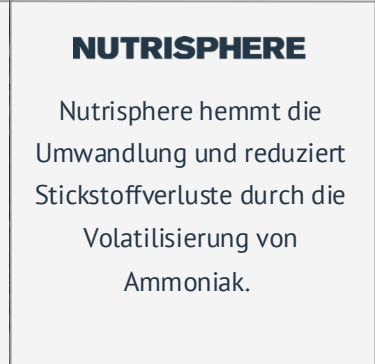 NUTRISPHERE
Nutrisphere hemmt die
Umwandlung und reduziert
Stickstoffverluste durch die
Volatilisierung von
Ammoniak.